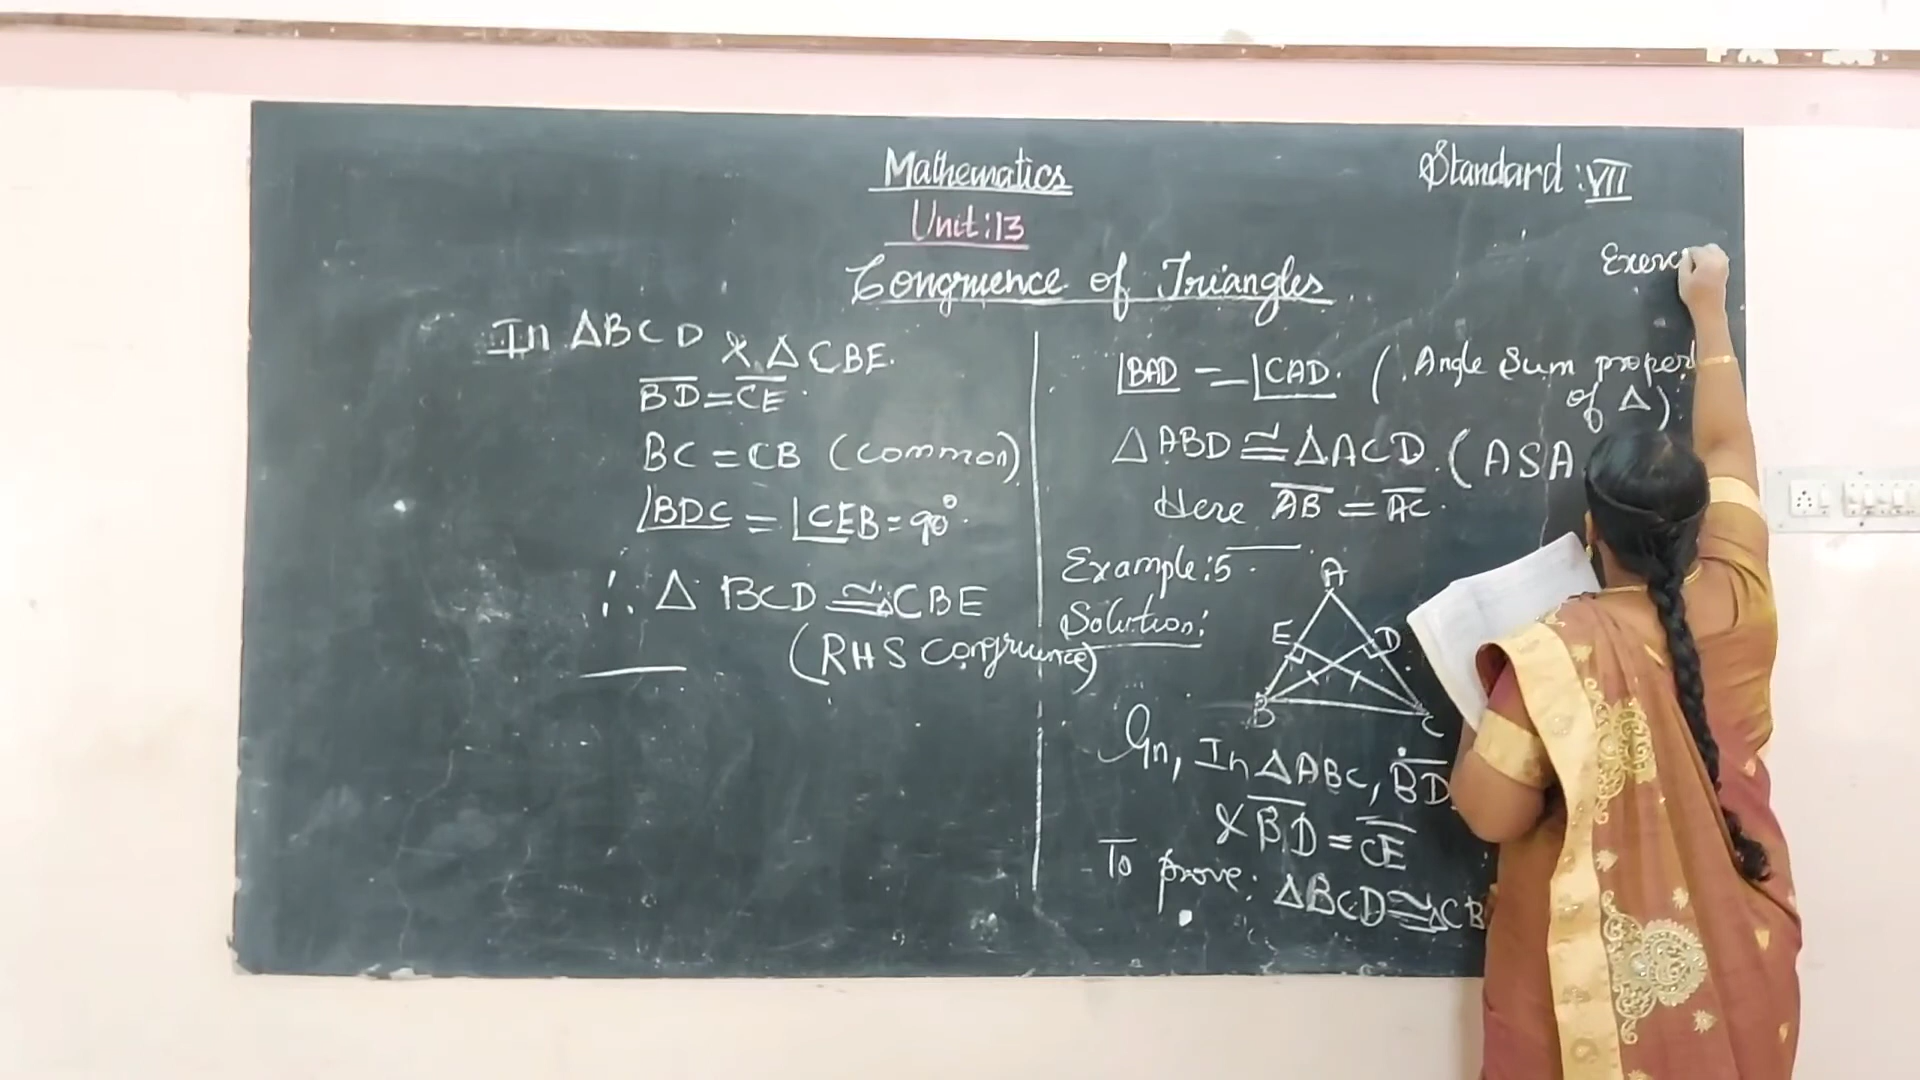 Mathematics
Standard : VII
Unit : 13
Congruence of Triangles
Exerc
In ΔBCD & ΔCBE.
BD = CE.
BC = CB (common)
∠BDC = ∠CEB = 90°.
∴ Δ BCD ≅ ΔCBE
(RHS Congruence)
∠BAD = ∠CAD. (Angle Sum proper
of Δ)
Δ ABD ≅ ΔACD. (ASA
Here AB = AC.
Example : 5.
Solution:
A
E D
B C
Gn, In ΔABC, BD
& BD = CE
To prove: ΔBCD ≅ ΔCB